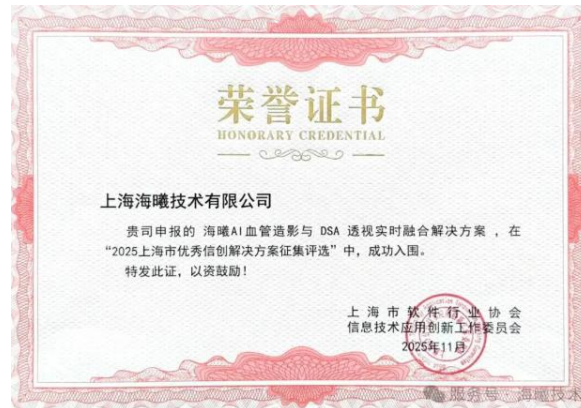 荣誉证书
HONORARY CREDENTIAL
上海海曦技术有限公司
贵司申报的 海曦AI血管造影与 DSA 透视实时融合解决方案 ，在
“2025上海市优秀信创解决方案征集评选”中，成功入围。
特发此证，以资鼓励！
上海市软件行业协会
信息技术应用创新工作委员会
2025年11月
服务号 · 海曦技术